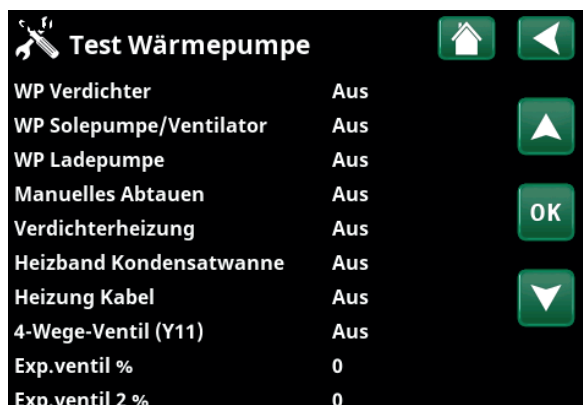 Test Wärmepumpe
WP Verdichter Aus
WP Solepumpe/Ventilator Aus
WP Ladepumpe Aus
Manuelles Abtauen Aus
OK
Verdichterheizung Aus
Heizband Kondensatwanne Aus
Heizung Kabel Aus
4-Wege-Ventil (Y11) Aus
Exp.ventil % 0
Exp.ventil 2 % 0